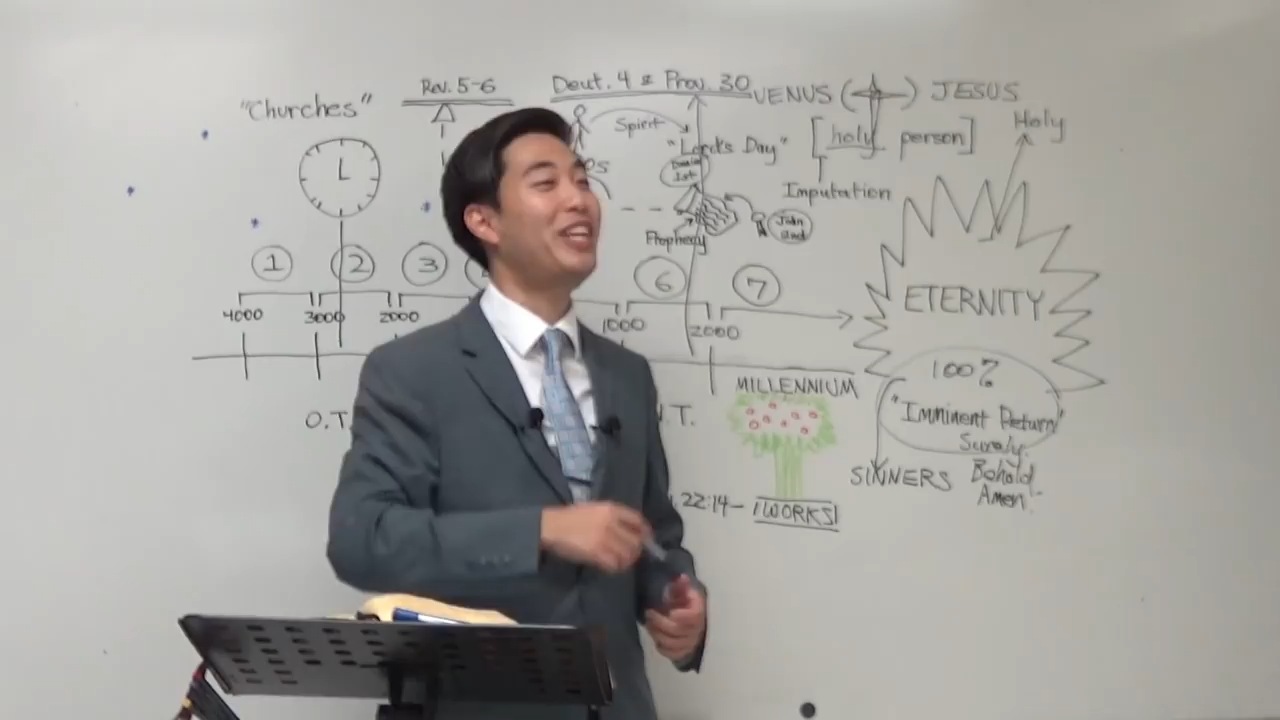 "Churches"
Rev. 5-6
Deut. 4 & Prov. 30
VENUS ( ) JESUS
Spirit
"Lord's Day"
[holy person]
Holy
Imputation
John
2nd
Prophecy
1 2 3 6 7
4000 3000 2000 1000 2000
ETERNITY
MILLENNIUM
100%
"Imminent Return"
Surely
Behold
Amen
SINNERS
O.T.
.T.
22:14- WORKS